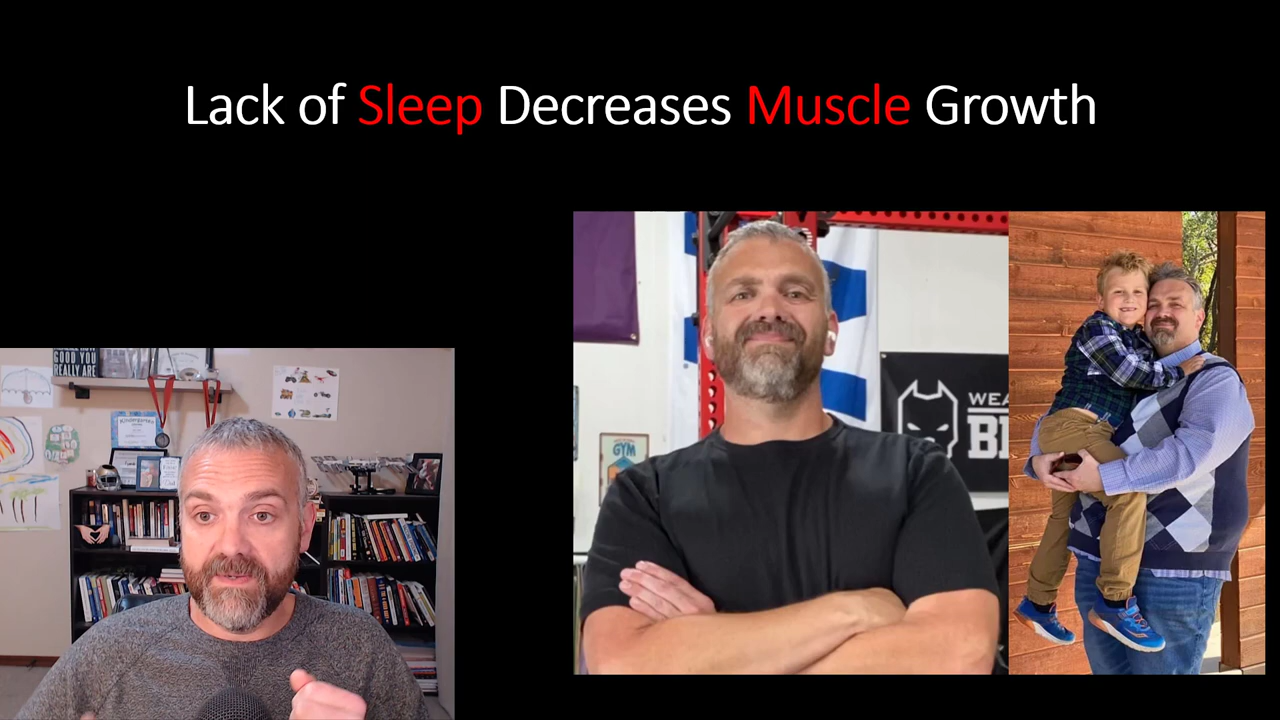 Lack of Sleep Decreases Muscle Growth
GOOD YOU
REALLY ARE
GYM
WEA
BE